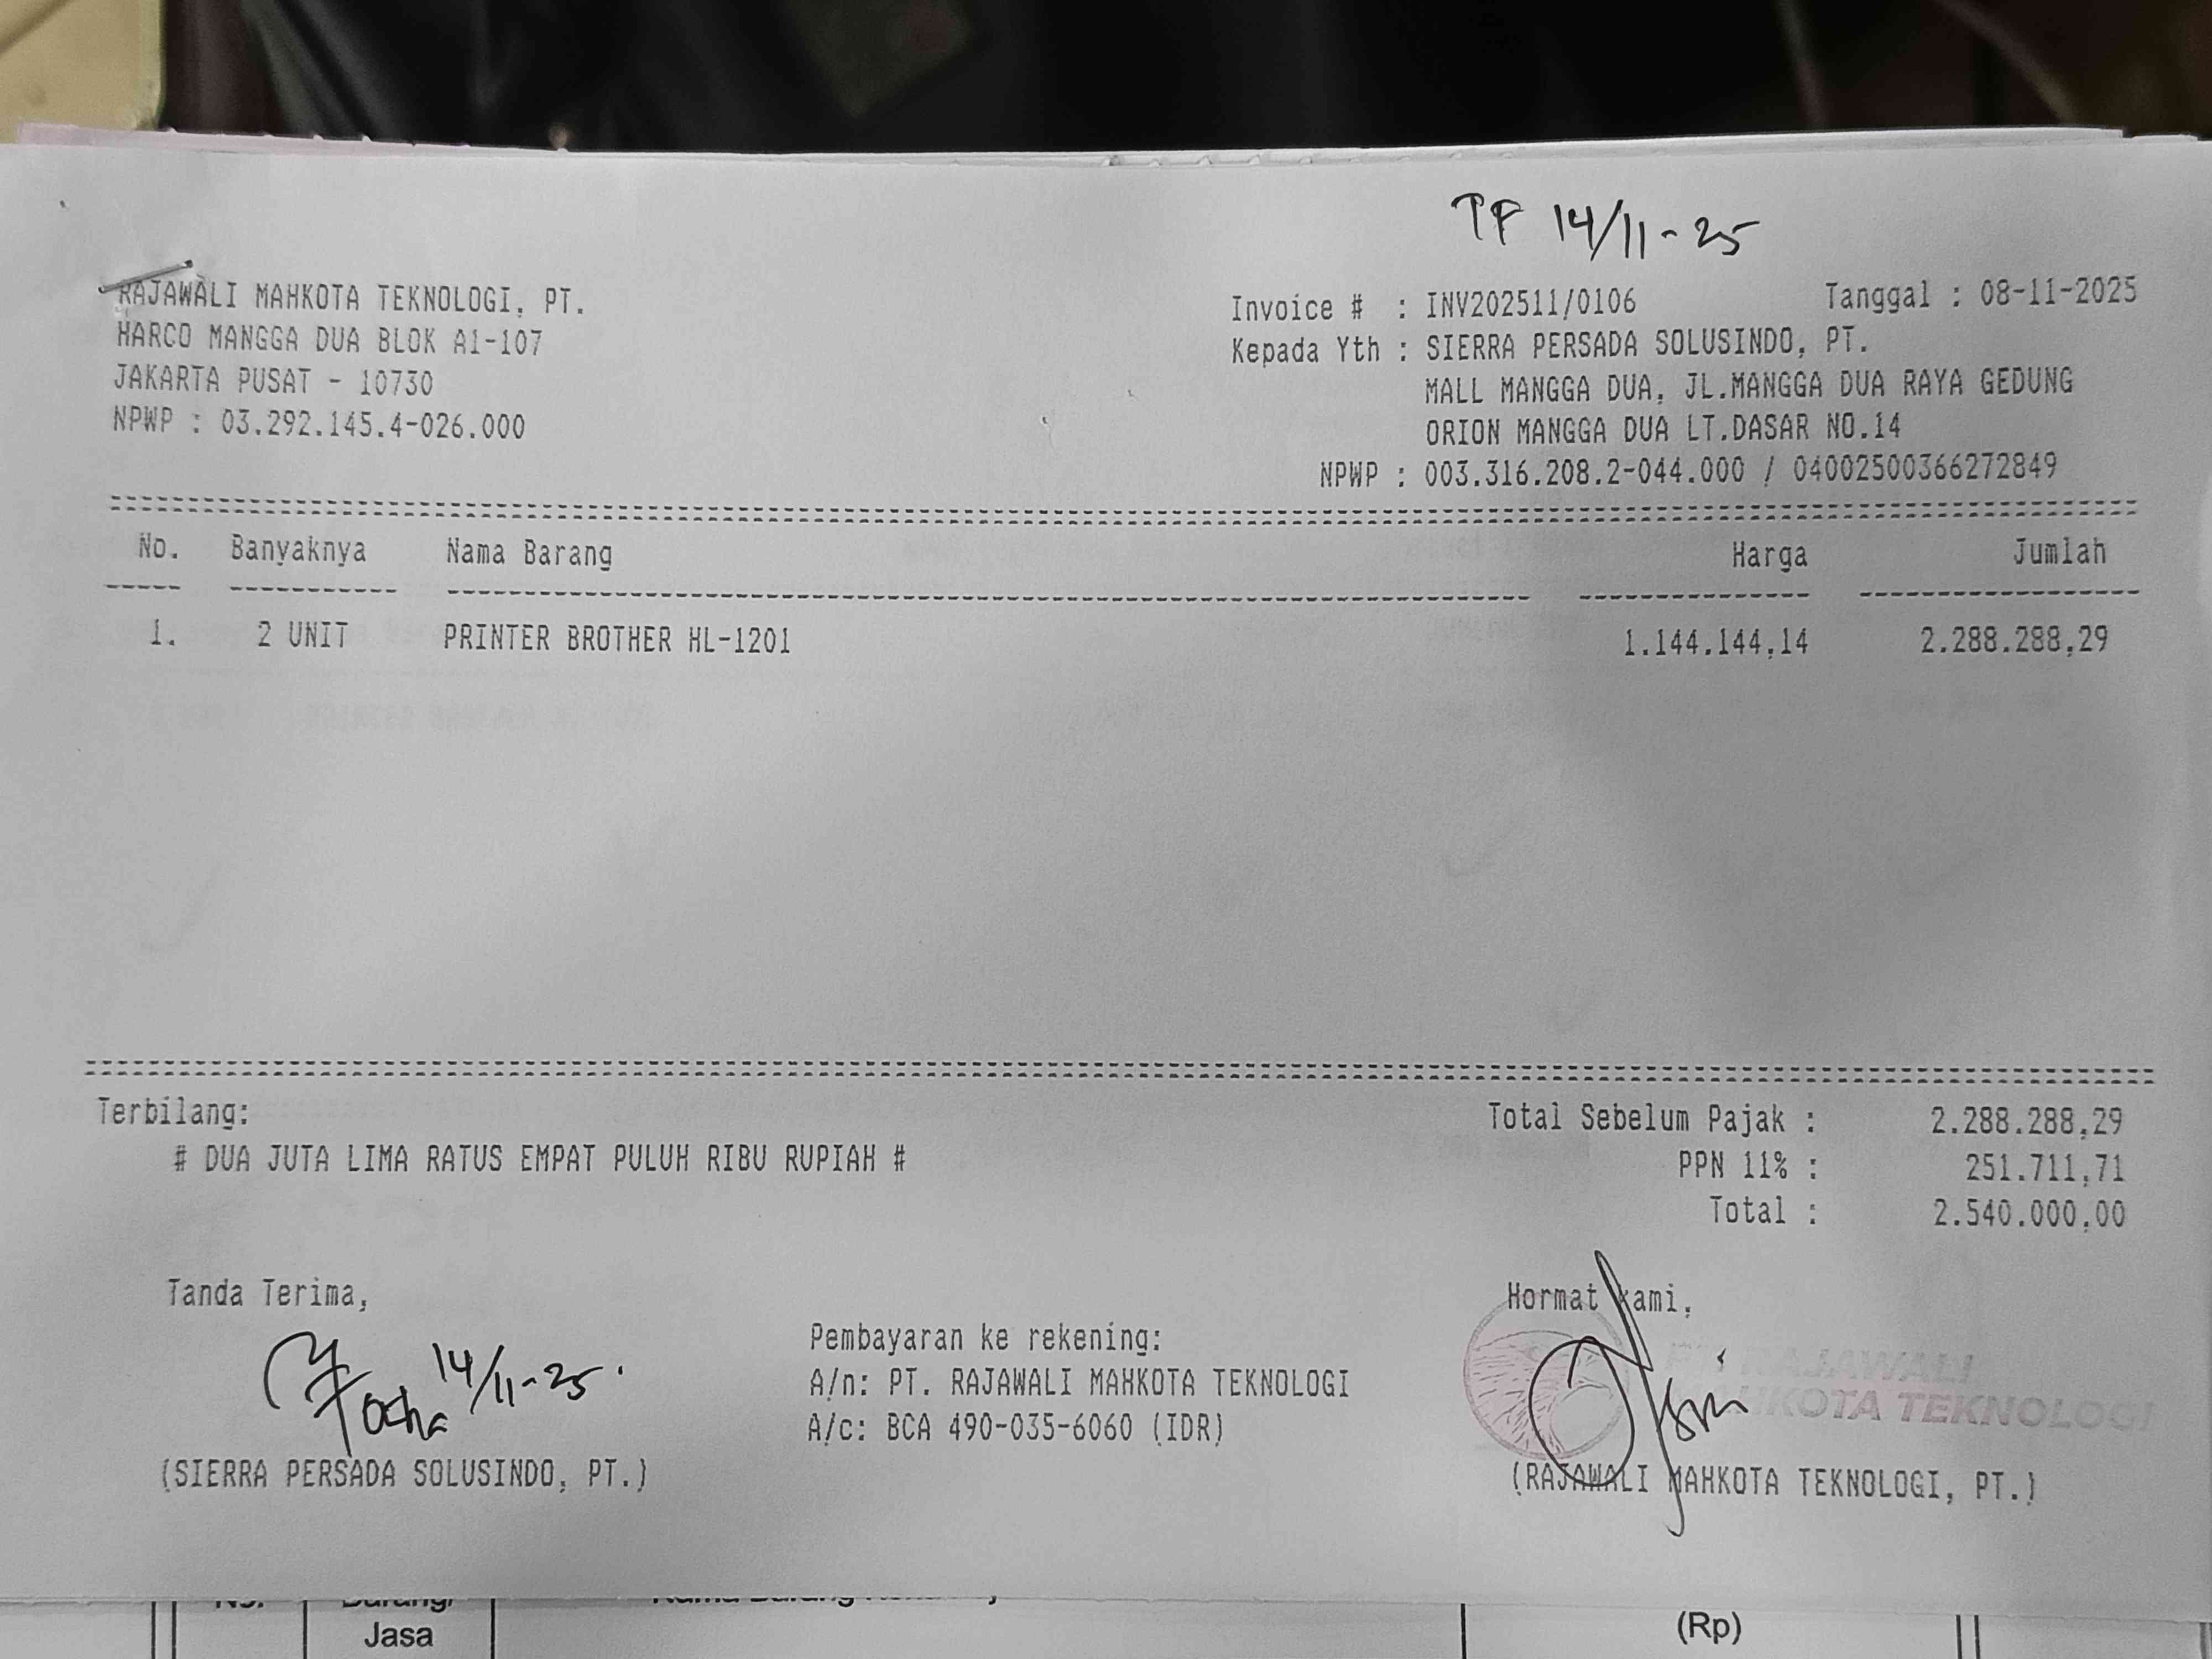 TF 14/11-25
RAJAWALI MAHKOTA TEKNOLOGI, PT.
HARCO MANGGA DUA BLOK A1-107
JAKARTA PUSAT - 10730
NPWP : 03.292.145.4-026.000
Invoice # : INV202511/0106 Tanggal : 08-11-2025
Kepada Yth : SIERRA PERSADA SOLUSINDO, PT.
MALL MANGGA DUA, JL.MANGGA DUA RAYA GEDUNG
ORION MANGGA DUA LT.DASAR NO.14
NPWP : 003.316.208.2-044.000 / 04002500366272849
No. Banyaknya Nama Barang Harga Jumlah
1. 2 UNIT PRINTER BROTHER HL-1201 1.144.144,14 2.288.288,29
Terbilang:
# DUA JUTA LIMA RATUS EMPAT PULUH RIBU RUPIAH #
Total Sebelum Pajak : 2.288.288,29
PPN 11% : 251.711,71
Total : 2.540.000,00
Tanda Terima,
14/11-25.
(SIERRA PERSADA SOLUSINDO, PT.)
Pembayaran ke rekening:
A/n: PT. RAJAWALI MAHKOTA TEKNOLOGI
A/c: BCA 490-035-6060 (IDR)
Hormat kami,
RAJAWALI
KOTA TEKNOLOGI
(RAJAWALI MAHKOTA TEKNOLOGI, PT.)
No. Barang/
Jasa
(Rp)